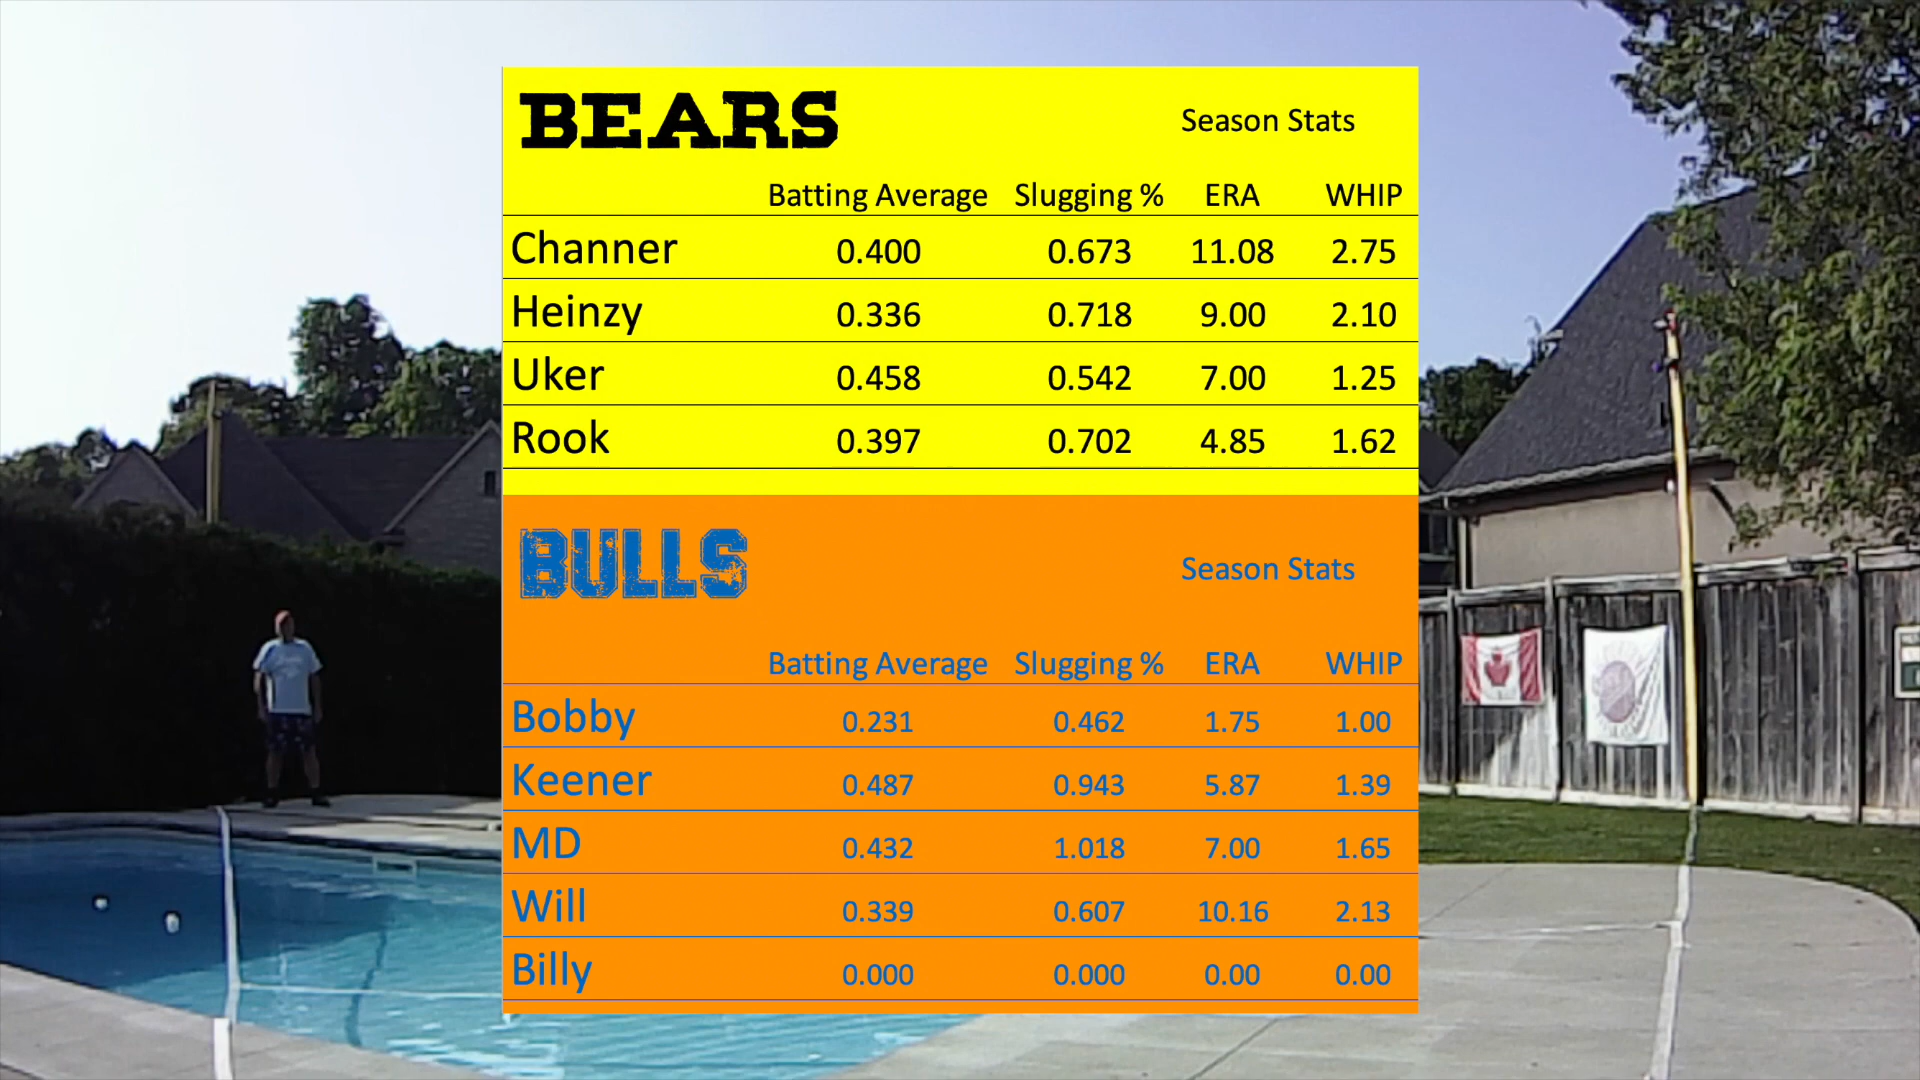 BEARS Season Stats
Batting Average Slugging % ERA WHIP
Channer 0.400 0.673 11.08 2.75
Heinzy 0.336 0.718 9.00 2.10
Uker 0.458 0.542 7.00 1.25
Rook 0.397 0.702 4.85 1.62
BULLS Season Stats
Batting Average Slugging % ERA WHIP
Bobby 0.231 0.462 1.75 1.00
Keener 0.487 0.943 5.87 1.39
MD 0.432 1.018 7.00 1.65
Will 0.339 0.607 10.16 2.13
Billy 0.000 0.000 0.00 0.00